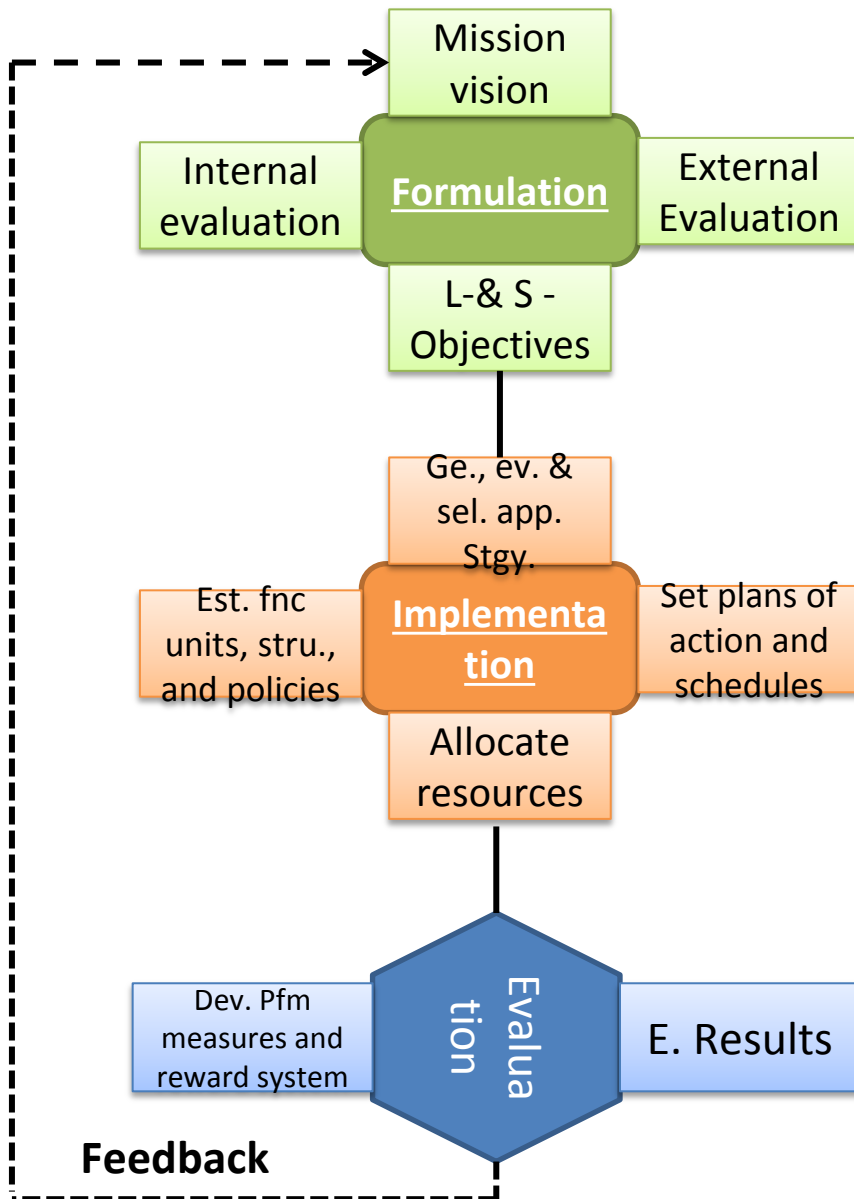 Mission
vision
Internal
evaluation
Formulation
External
Evaluation
L-& S -
Objectives
Ge., ev. &
sel. app.
Stgy.
Est. fnc
units, stru.,
and policies
Implementa
tion
Set plans of
action and
schedules
Allocate
resources
Dev. Pfm
measures and
reward system
Evalua
tion
E. Results
Feedback